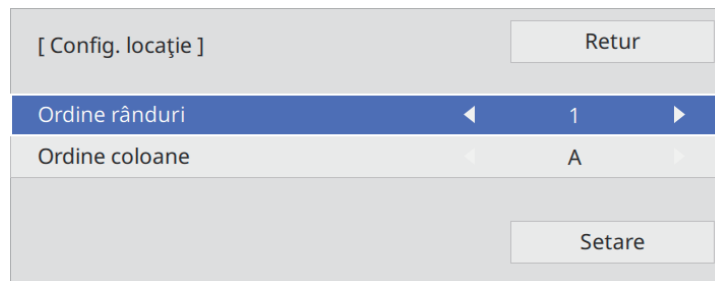 [ Config. locaţie ]
Retur
Ordine rânduri 1
Ordine coloane A
Setare